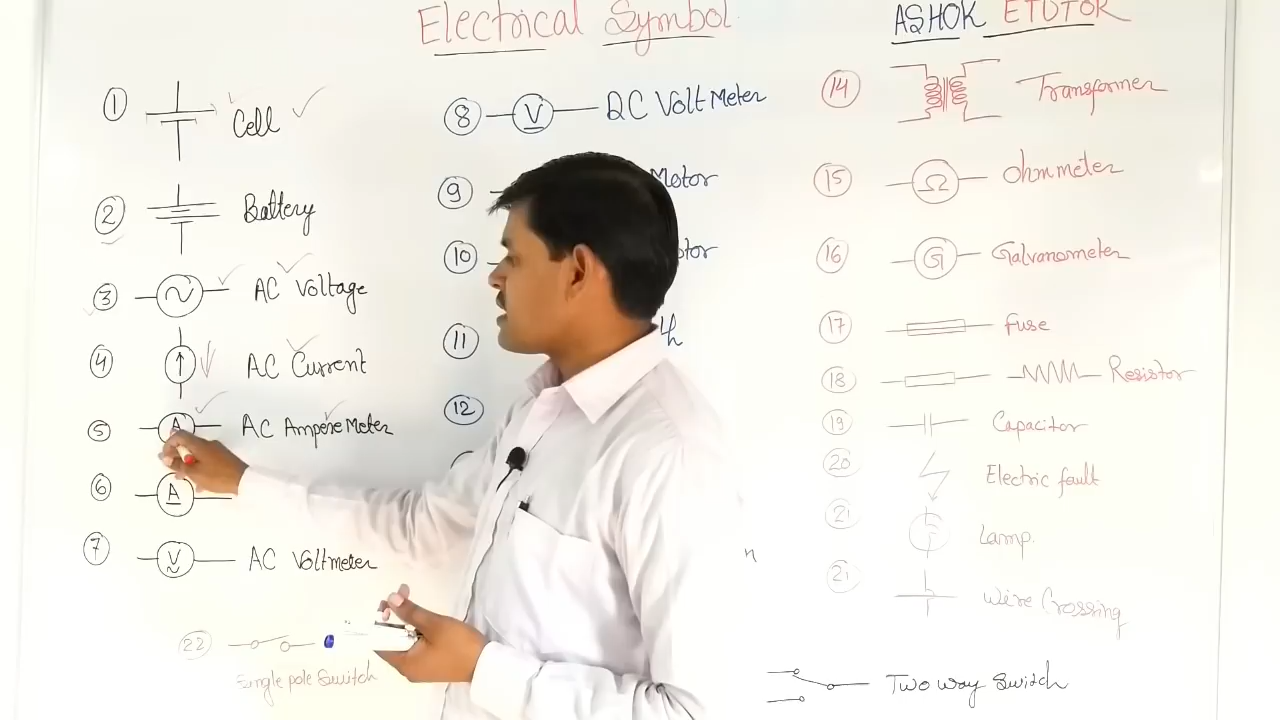 Electrical Symbol
ASHOK ETUTOR
1 Cell
2 Battery
3 AC Voltage
4 AC Current
5 A AC Ampere Meter
6 A
7 V AC Voltmeter
22
Single pole Switch
8 V DC Volt Meter
9 Motor
10 otor
11 th
12
14 Transformer
15 Ω Ohmmeter
16 G Galvanometer
17 Fuse
18 Resistor
19 Capacitor
20 Electric fault
21 Lamp.
21 Wire Crossing
n
Two way Switch